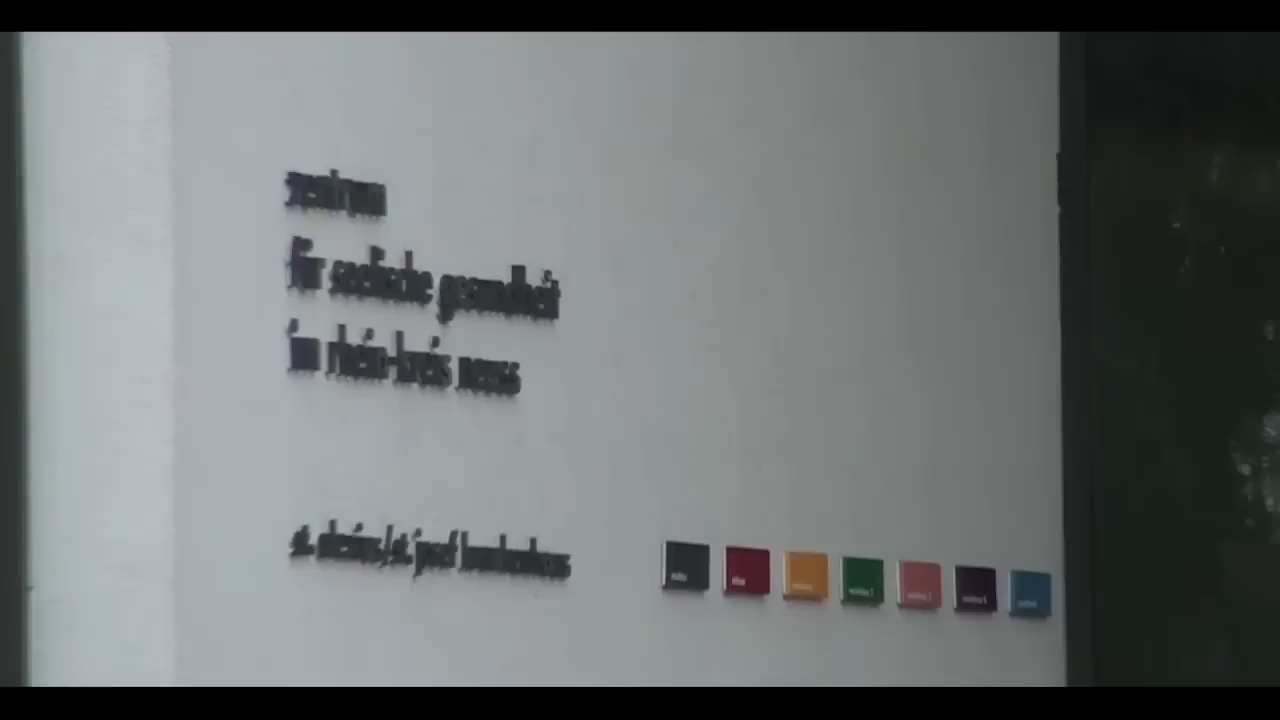 zentrum
für seelische gesundheit
im rhein-kreis neuss
st. alexius/st. josef krankenhaus